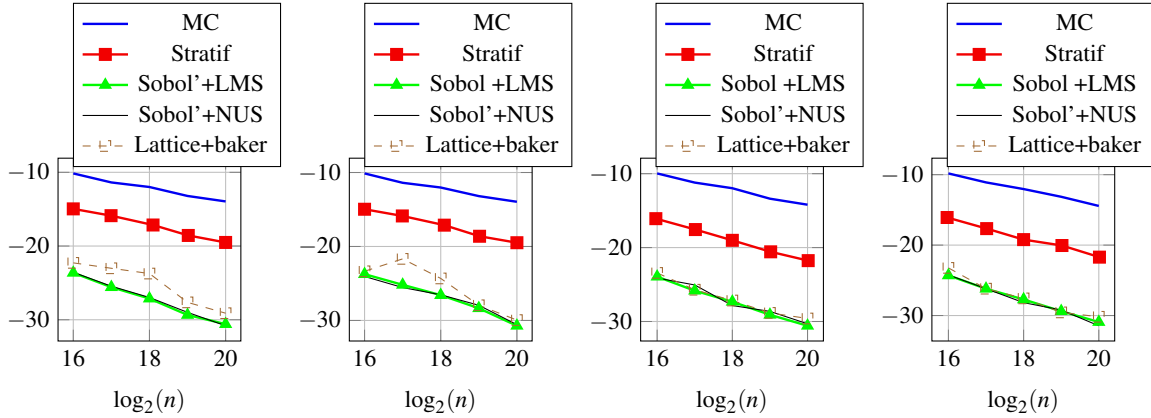 MC
Stratif
Sobol'+LMS
Sobol'+NUS
Lattice+baker
−10
−20
−30
16 18 20
log₂(n)
MC
Stratif
Sobol +LMS
Sobol'+NUS
Lattice+baker
−10
−20
−30
16 18 20
log₂(n)
MC
Stratif
Sobol +LMS
Sobol'+NUS
Lattice+baker
−10
−20
−30
16 18 20
log₂(n)
MC
Stratif
Sobol +LMS
Sobol'+NUS
Lattice+baker
−10
−20
−30
16 18 20
log₂(n)